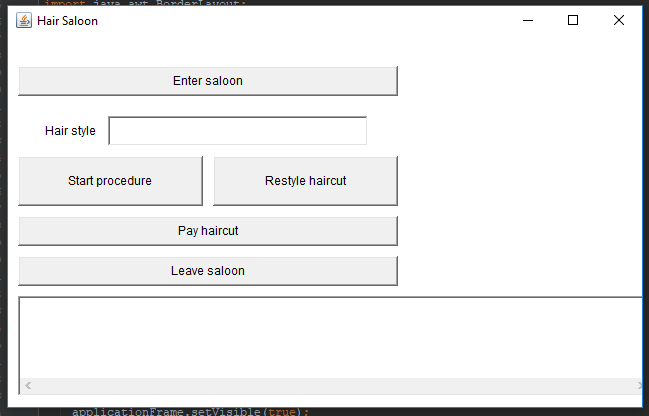 import java.awt.BorderLayout;
Hair Saloon
Enter saloon
Hair style
Start procedure Restyle haircut
Pay haircut
Leave saloon
applicationFrame.setVisible(true);